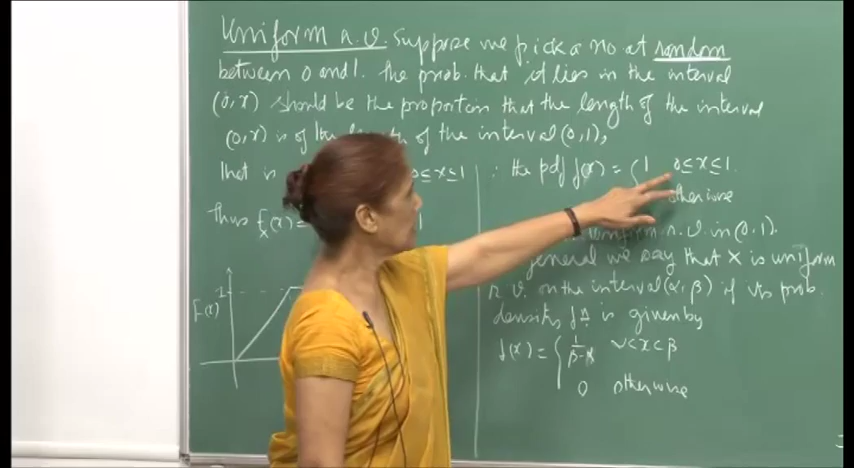 Uniform r.v. Suppose we pick a no. at random
between 0 and 1. The prob. that it lies in the interval
(0,x) should be the proportion that the length of the interval
(0,x) is of the length of the interval (0,1),
that is 0≤x≤1
Thus F_X(x) = 1
1
F(x)
∴ the pdf f(x) = { 1 0≤x≤1
otherwise
uniform r.v. in (0,1).
general we say that X is uniform
r.v. on the interval (α,β) if its prob.
density fn is given by
f(x) = { 1/(β-α) α<x<β
0 otherwise